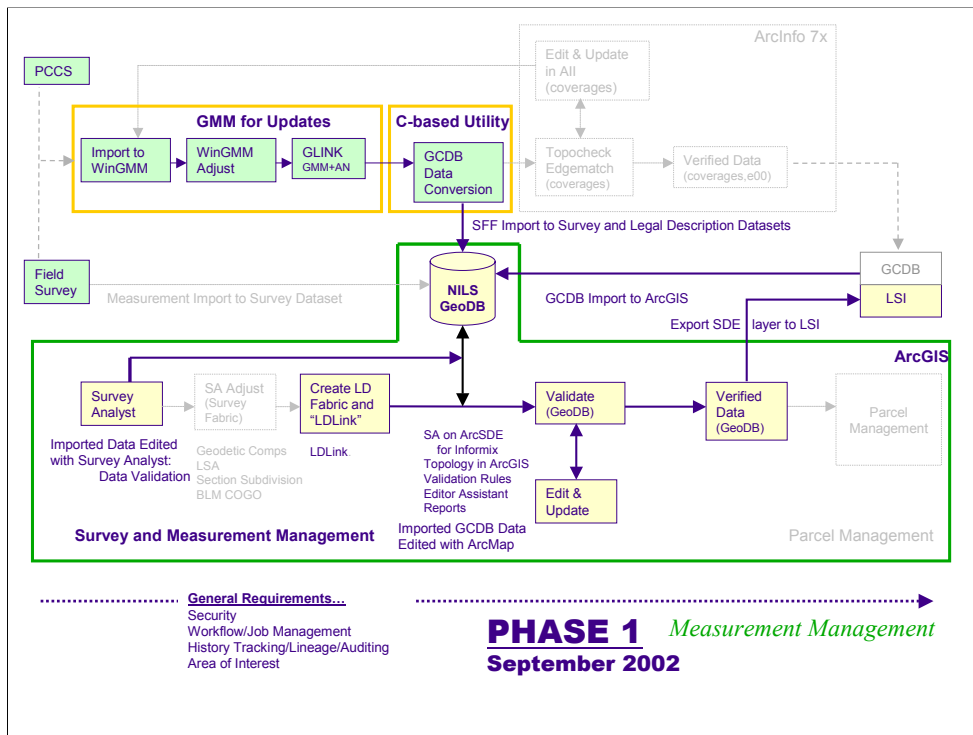 ArcInfo 7x
PCCS
Edit & Update
in AII
(coverages)
GMM for Updates
C-based Utility
Import to
WinGMM
WinGMM
Adjust
GLINK
GMM+AN
GCDB
Data
Conversion
Topocheck
Edgematch
(coverages)
Verified Data
(coverages,e00)
SFF Import to Survey and Legal Description Datasets
Field
Survey
Measurement Import to Survey Dataset
NILS
GeoDB
GCDB
LSI
GCDB Import to ArcGIS
Export SDE layer to LSI
ArcGIS
Survey
Analyst
SA Adjust
(Survey
Fabric)
Create LD
Fabric and
“LDLink”
Validate
(GeoDB)
Verified
Data
(GeoDB)
Parcel
Management
Imported Data Edited
with Survey Analyst:
Data Validation
Geodetic Comps
LSA
Section Subdivision
BLM COGO
LDLink.
SA on ArcSDE
for Informix
Topology in ArcGIS
Validation Rules
Editor Assistant
Reports
Edit &
Update
Imported GCDB Data
Edited with ArcMap
Survey and Measurement Management
Parcel Management
General Requirements…
Security
Workflow/Job Management
History Tracking/Lineage/Auditing
Area of Interest
PHASE 1
Measurement Management
September 2002